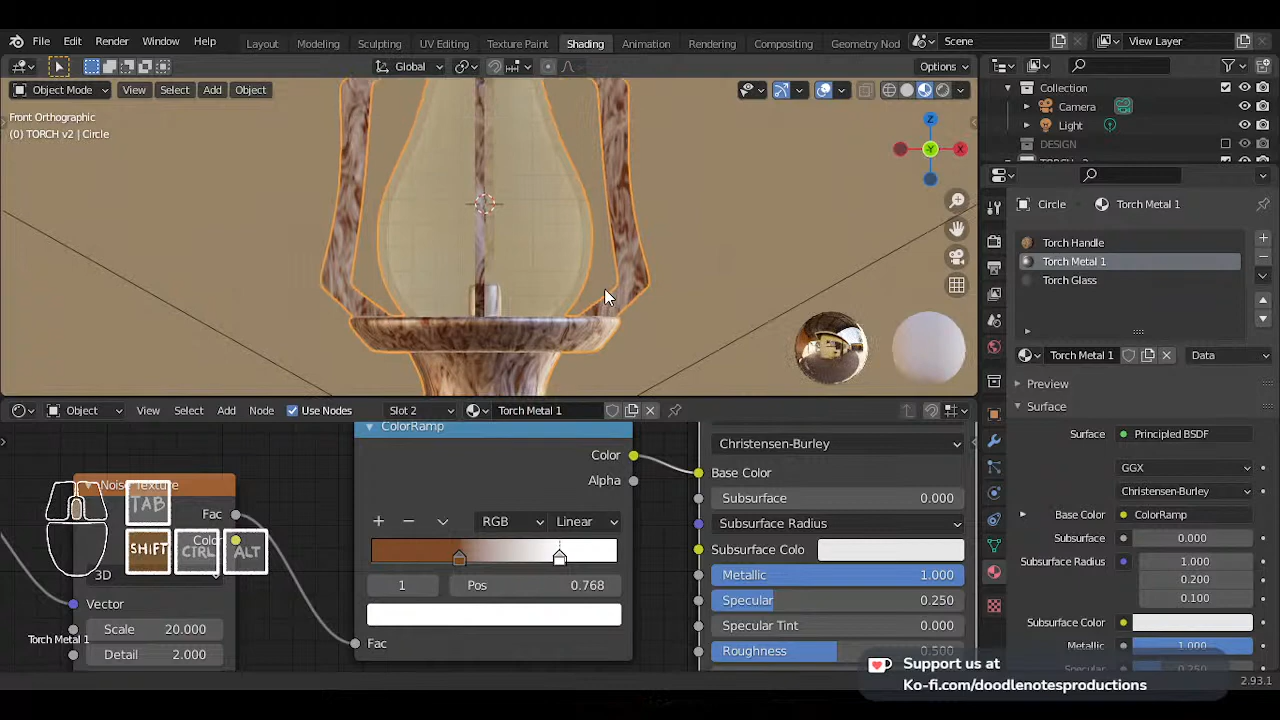 File Edit Render Window Help Layout Modeling Sculpting UV Editing Texture Paint Shading Animation Rendering Compositing Geometry Nod Scene View Layer
Global Options
Object Mode View Select Add Object
Front Orthographic
(0) TORCH v2 | Circle
Z
Y
X
Collection
Camera
Light
DESIGN
Circle Torch Metal 1
Torch Handle
Torch Metal 1
Torch Glass
Torch Metal 1 Data
Preview
Surface
Surface Principled BSDF
GGX
Christensen-Burley
Base Color ColorRamp
Subsurface 0.000
Subsurface Radius 1.000
0.200
0.100
Subsurface Color
Metallic 1.000
Specular 0.250
Object View Select Add Node Use Nodes Slot 2 Torch Metal 1
ColorRamp
Color
Alpha
RGB Linear
1 Pos 0.768
Fac
Noise Texture
Fac
Color
3D
Vector
Scale 20.000
Detail 2.000
Torch Metal 1
TAB
SHIFT CTRL ALT
Christensen-Burley
Base Color
Subsurface 0.000
Subsurface Radius
Subsurface Colo
Metallic 1.000
Specular 0.250
Specular Tint 0.000
Roughness 0.500
Support us at
Ko-fi.com/doodlenotesproductions
2.93.1